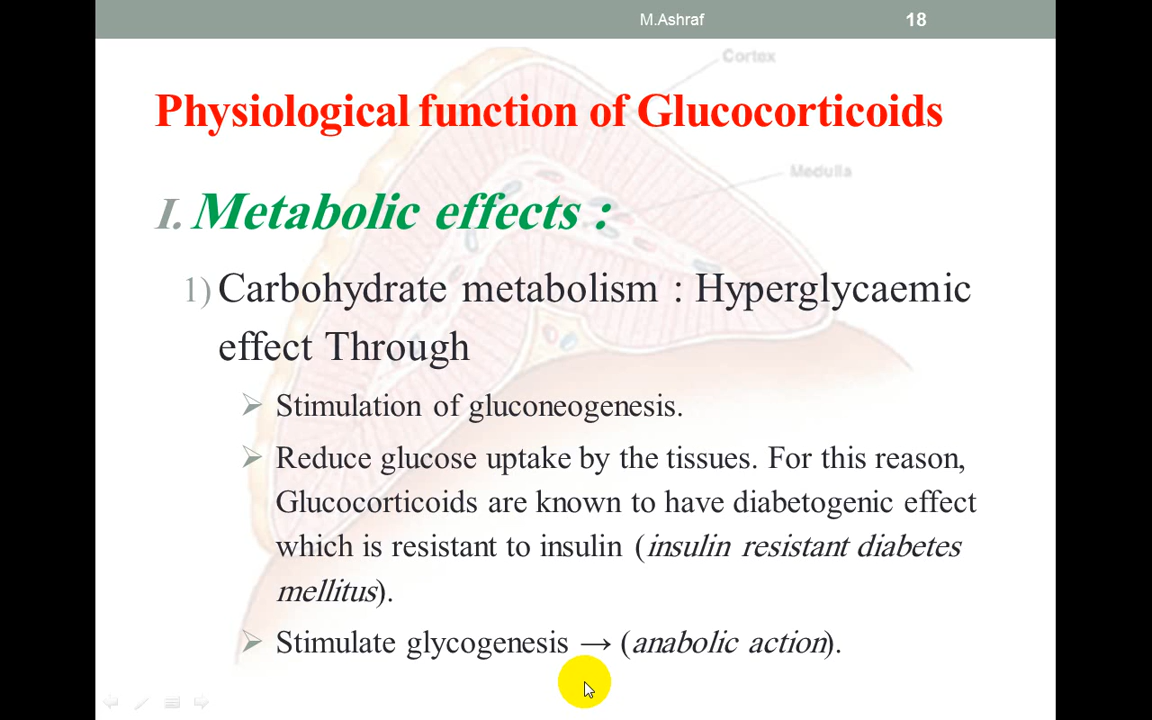 M.Ashraf 18
Cortex
Physiological function of Glucocorticoids
Medulla
I. Metabolic effects :
1) Carbohydrate metabolism : Hyperglycaemic
effect Through
➢ Stimulation of gluconeogenesis.
➢ Reduce glucose uptake by the tissues. For this reason,
Glucocorticoids are known to have diabetogenic effect
which is resistant to insulin (insulin resistant diabetes
mellitus).
➢ Stimulate glycogenesis → (anabolic action).